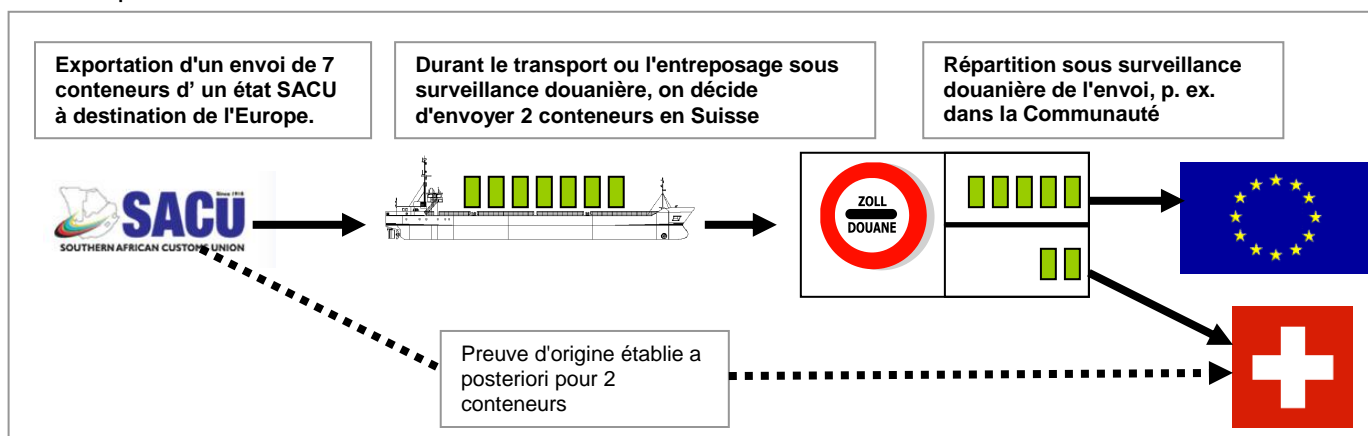 Exportation d'un envoi de 7
conteneurs d’ un état SACU
à destination de l'Europe.
Durant le transport ou l'entreposage sous
surveillance douanière, on décide
d'envoyer 2 conteneurs en Suisse
Répartition sous surveillance
douanière de l'envoi, p. ex.
dans la Communauté
Since 1910
SACU
SOUTHERN AFRICAN CUSTOMS UNION
ZOLL
DOUANE
Preuve d'origine établie a
posteriori pour 2
conteneurs